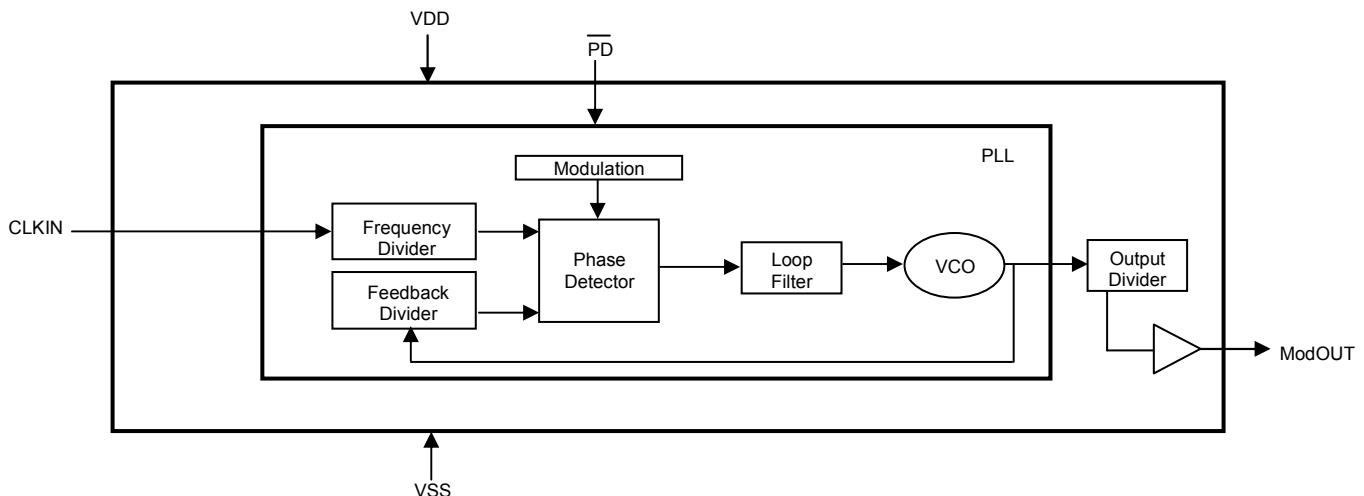 VDD
PD
PLL
Modulation
CLKIN
Frequency
Divider
Phase
Detector
Loop
Filter
VCO
Output
Divider
Feedback
Divider
ModOUT
VSS